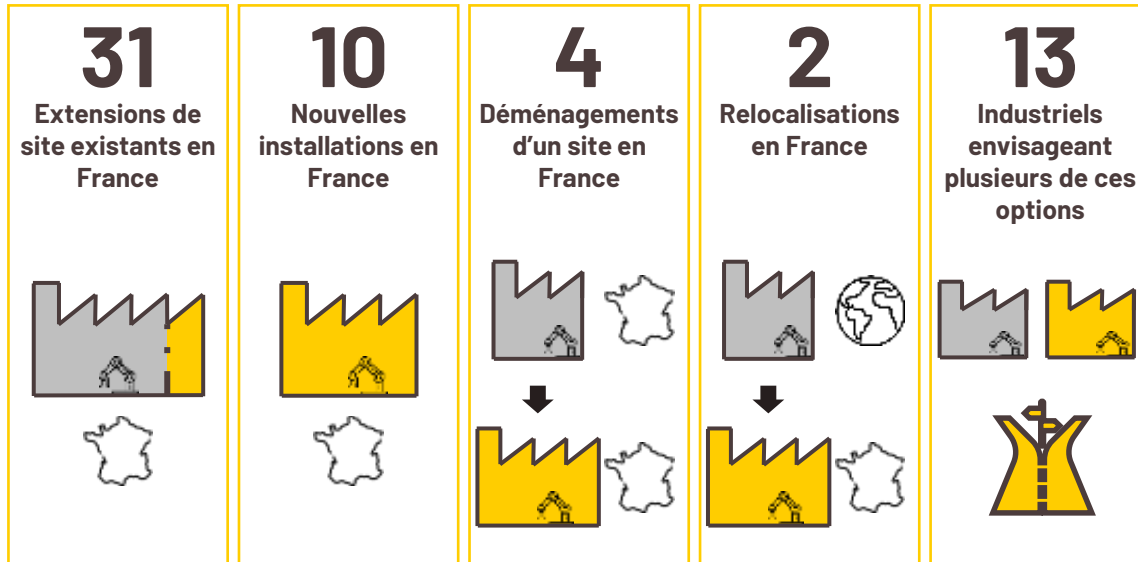 31
Extensions de
site existants en
France
10
Nouvelles
installations en
France
4
Déménagements
d'un site en
France
2
Relocalisations
en France
13
Industriels
envisageant
plusieurs de ces
options